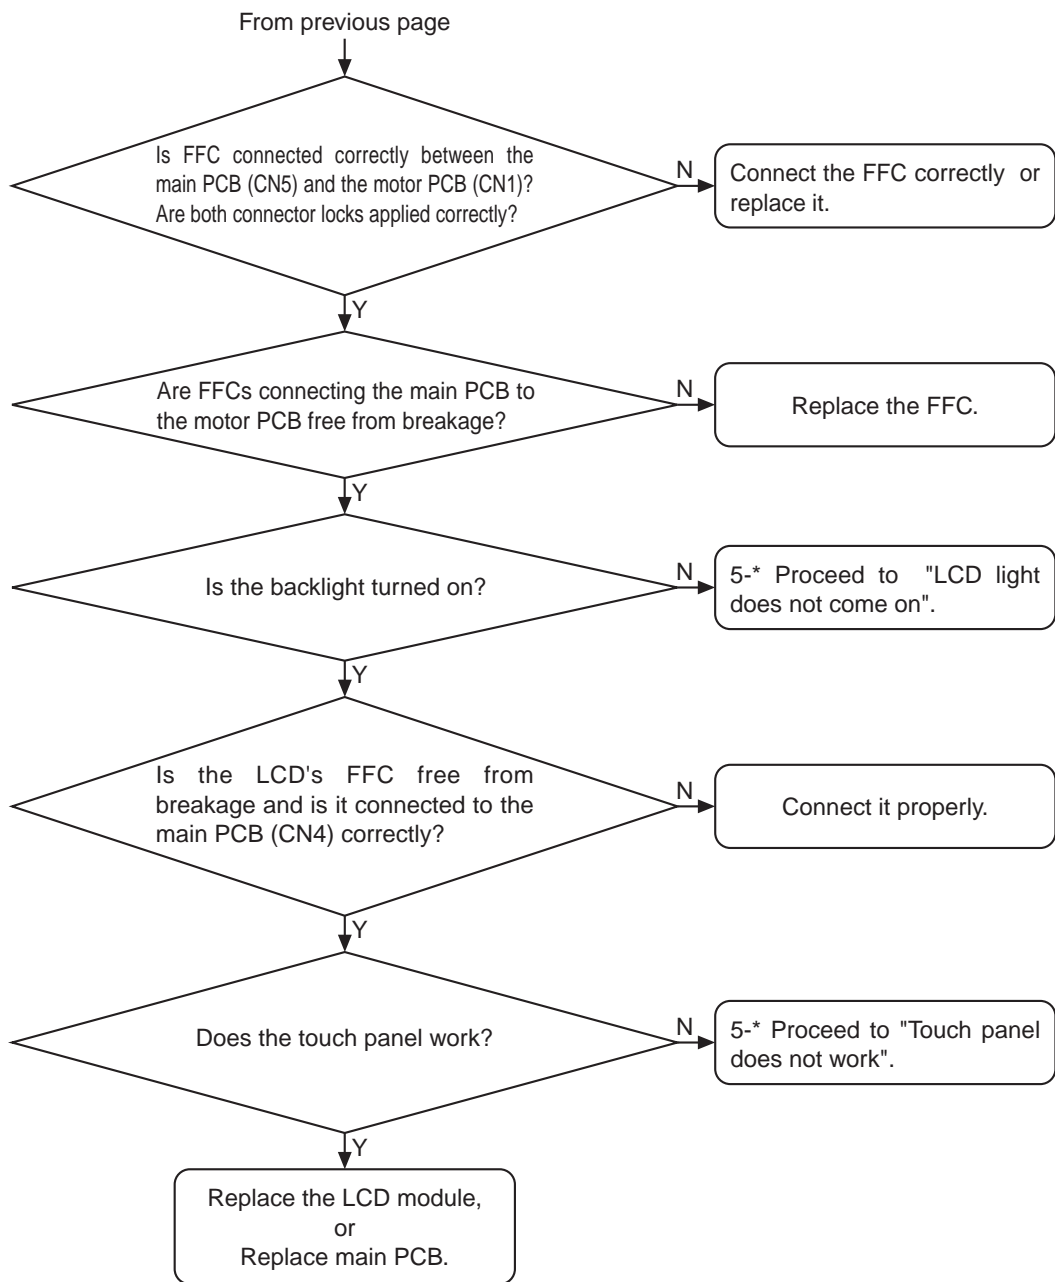 From previous page
Is FFC connected correctly between the
main PCB (CN5) and the motor PCB (CN1)?
Are both connector locks applied correctly?
N
Connect the FFC correctly or
replace it.
Y
Are FFCs connecting the main PCB to
the motor PCB free from breakage?
N
Replace the FFC.
Y
Is the backlight turned on?
N
5-* Proceed to "LCD light
does not come on".
Y
Is the LCD's FFC free from
breakage and is it connected to the
main PCB (CN4) correctly?
N
Connect it properly.
Y
Does the touch panel work?
N
5-* Proceed to "Touch panel
does not work".
Y
Replace the LCD module,
or
Replace main PCB.